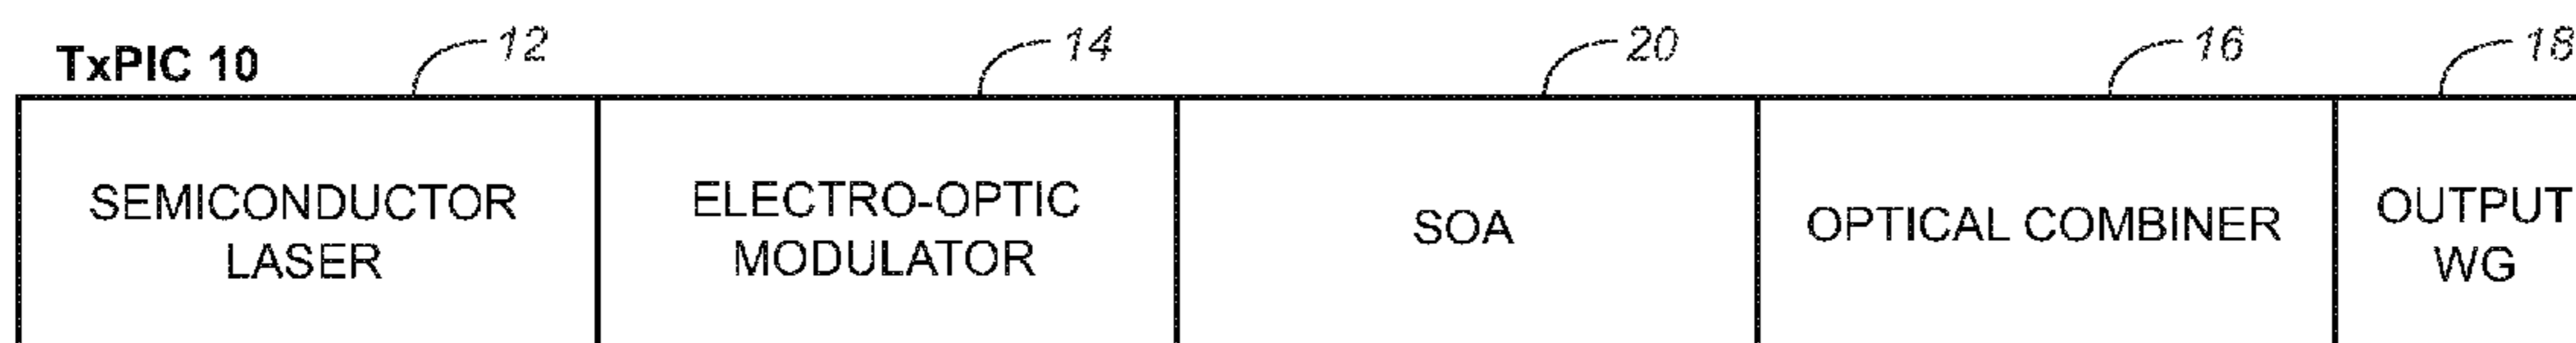 TxPIC 10
12
14
20
16
18
SEMICONDUCTOR
LASER
ELECTRO-OPTIC
MODULATOR
SOA
OPTICAL COMBINER
OUTPUT
WG